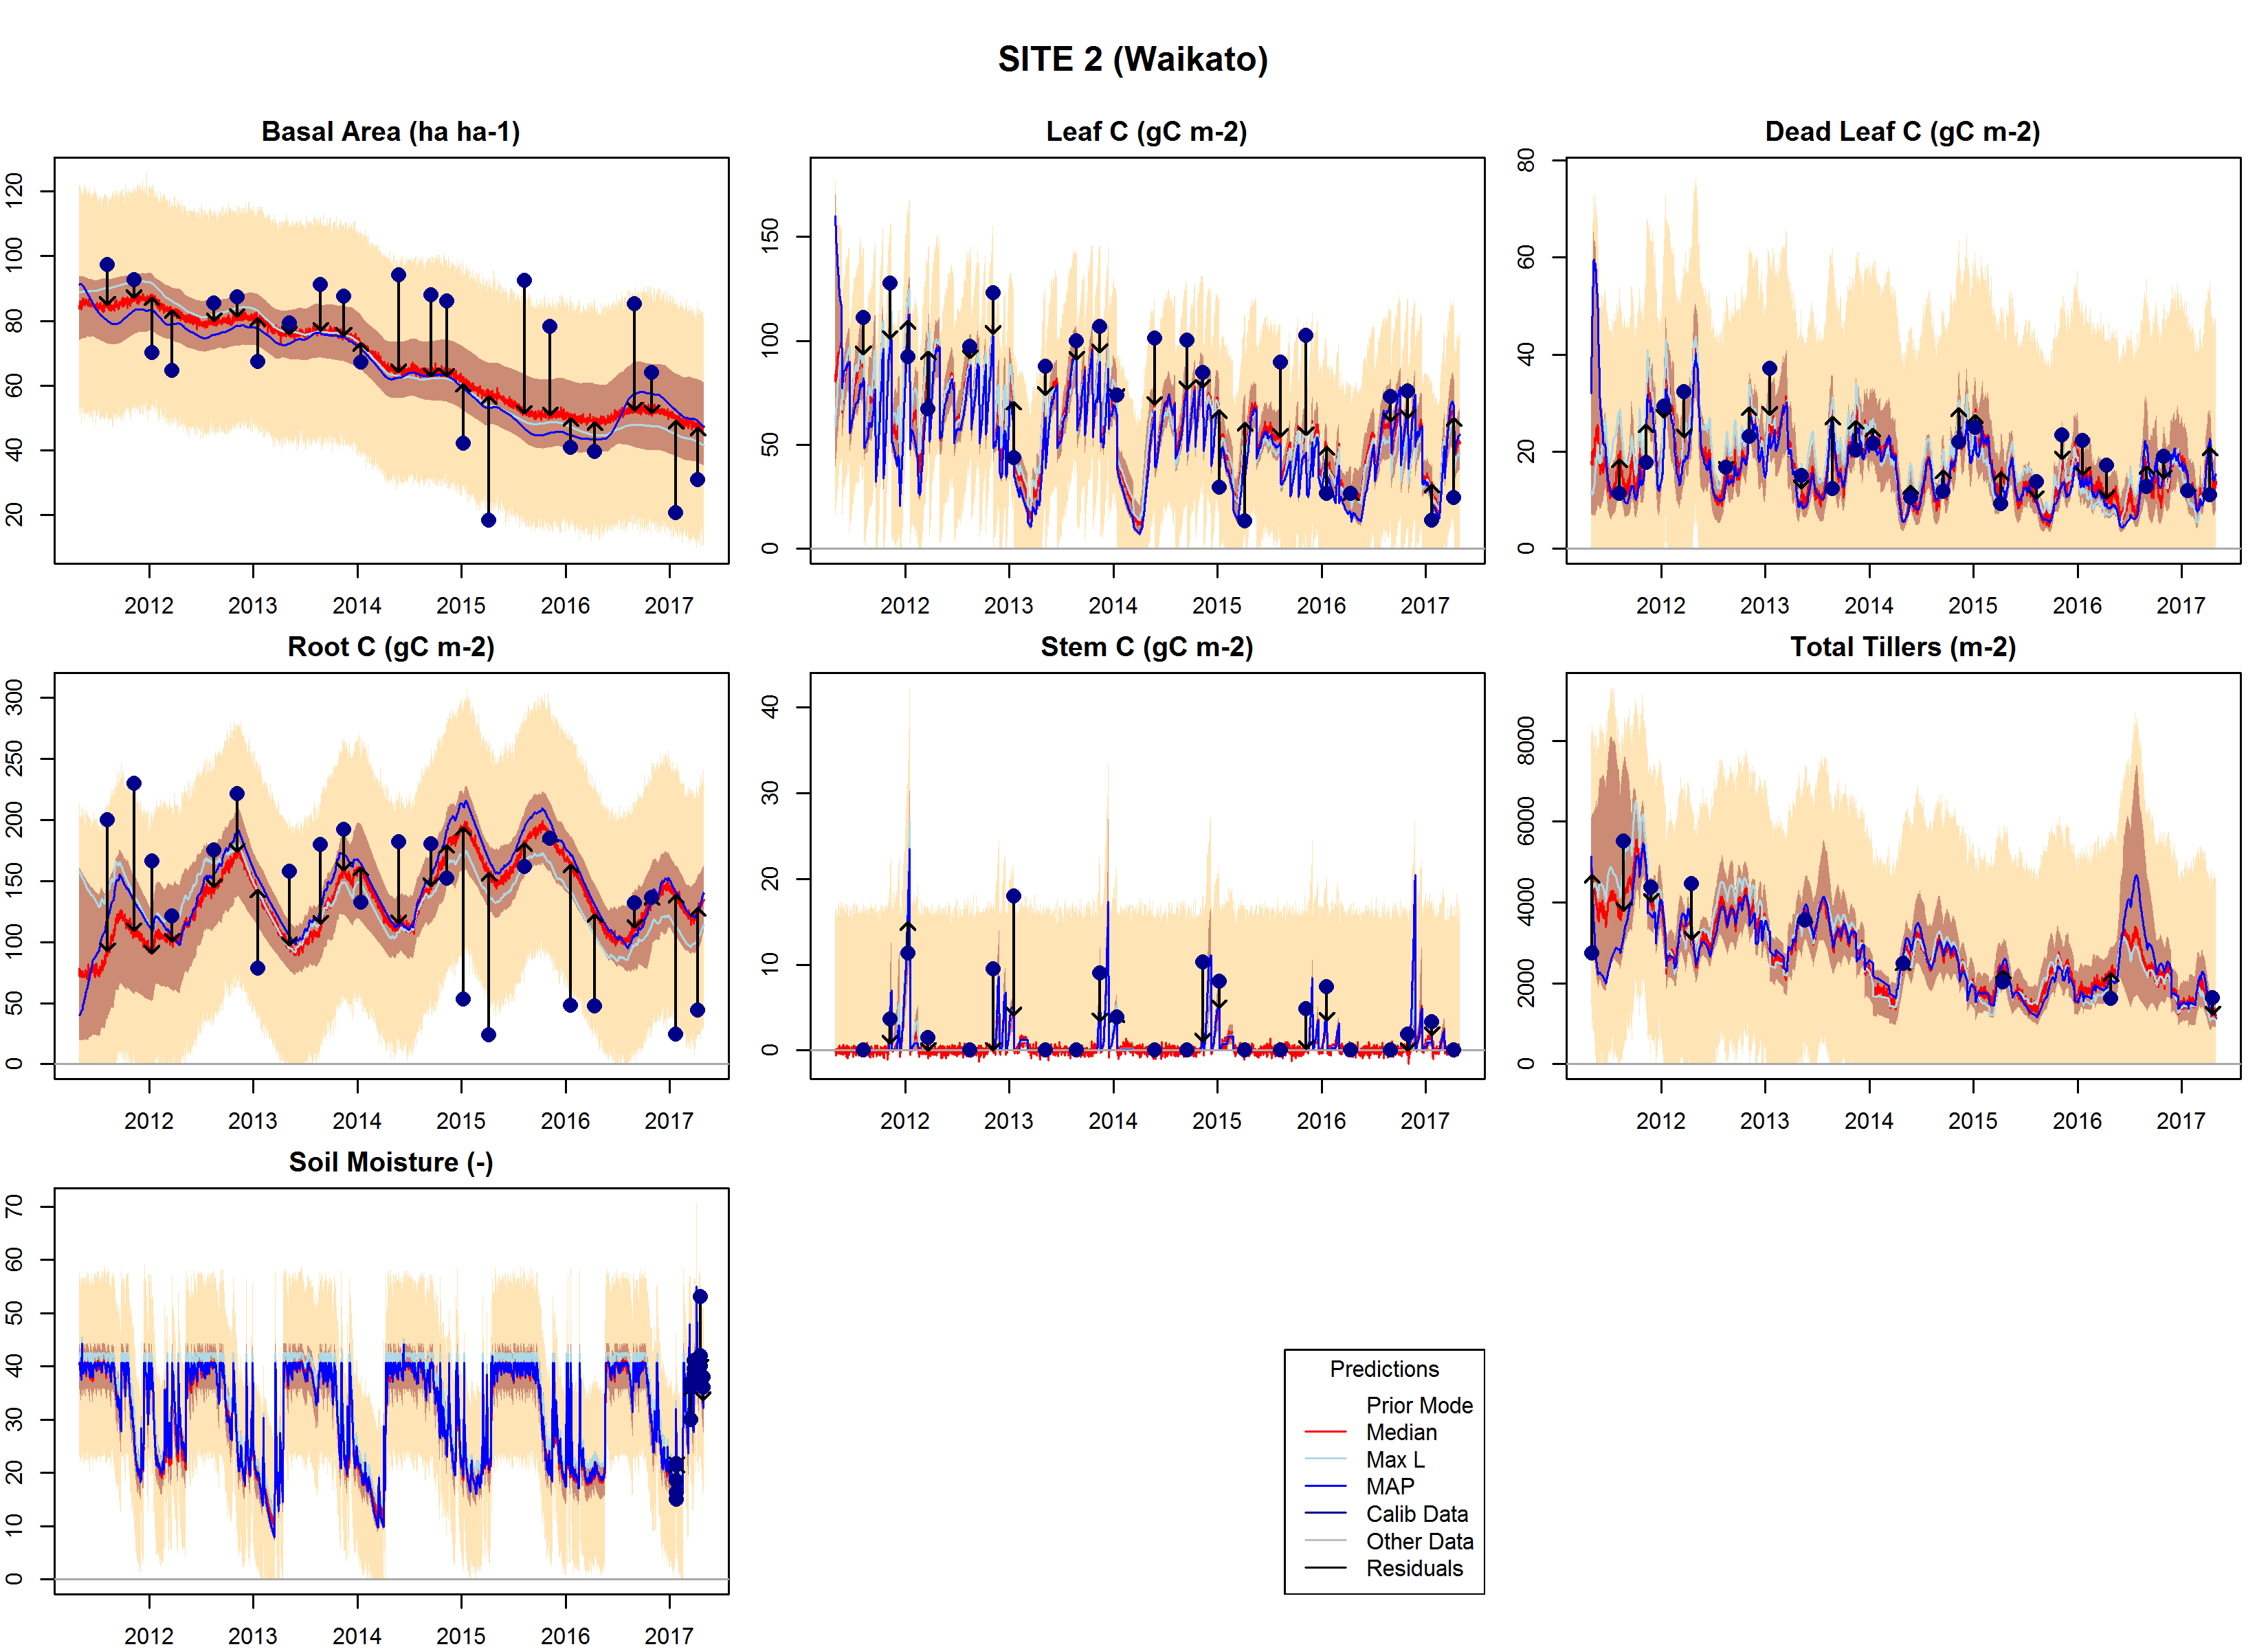 SITE 2 (Waikato)
Basal Area (ha ha-1)
Leaf C (gC m-2)
Dead Leaf C (gC m-2)
120
100
80
60
40
20
2012 2013 2014 2015 2016 2017
150
100
50
0
2012 2013 2014 2015 2016 2017
80
60
40
20
0
2012 2013 2014 2015 2016 2017
Root C (gC m-2)
Stem C (gC m-2)
Total Tillers (m-2)
300
250
200
150
100
50
0
2012 2013 2014 2015 2016 2017
40
30
20
10
0
2012 2013 2014 2015 2016 2017
8000
6000
4000
2000
0
2012 2013 2014 2015 2016 2017
Soil Moisture (-)
70
60
50
40
30
20
10
0
2012 2013 2014 2015 2016 2017
Predictions
Prior Mode
Median
Max L
MAP
Calib Data
Other Data
Residuals